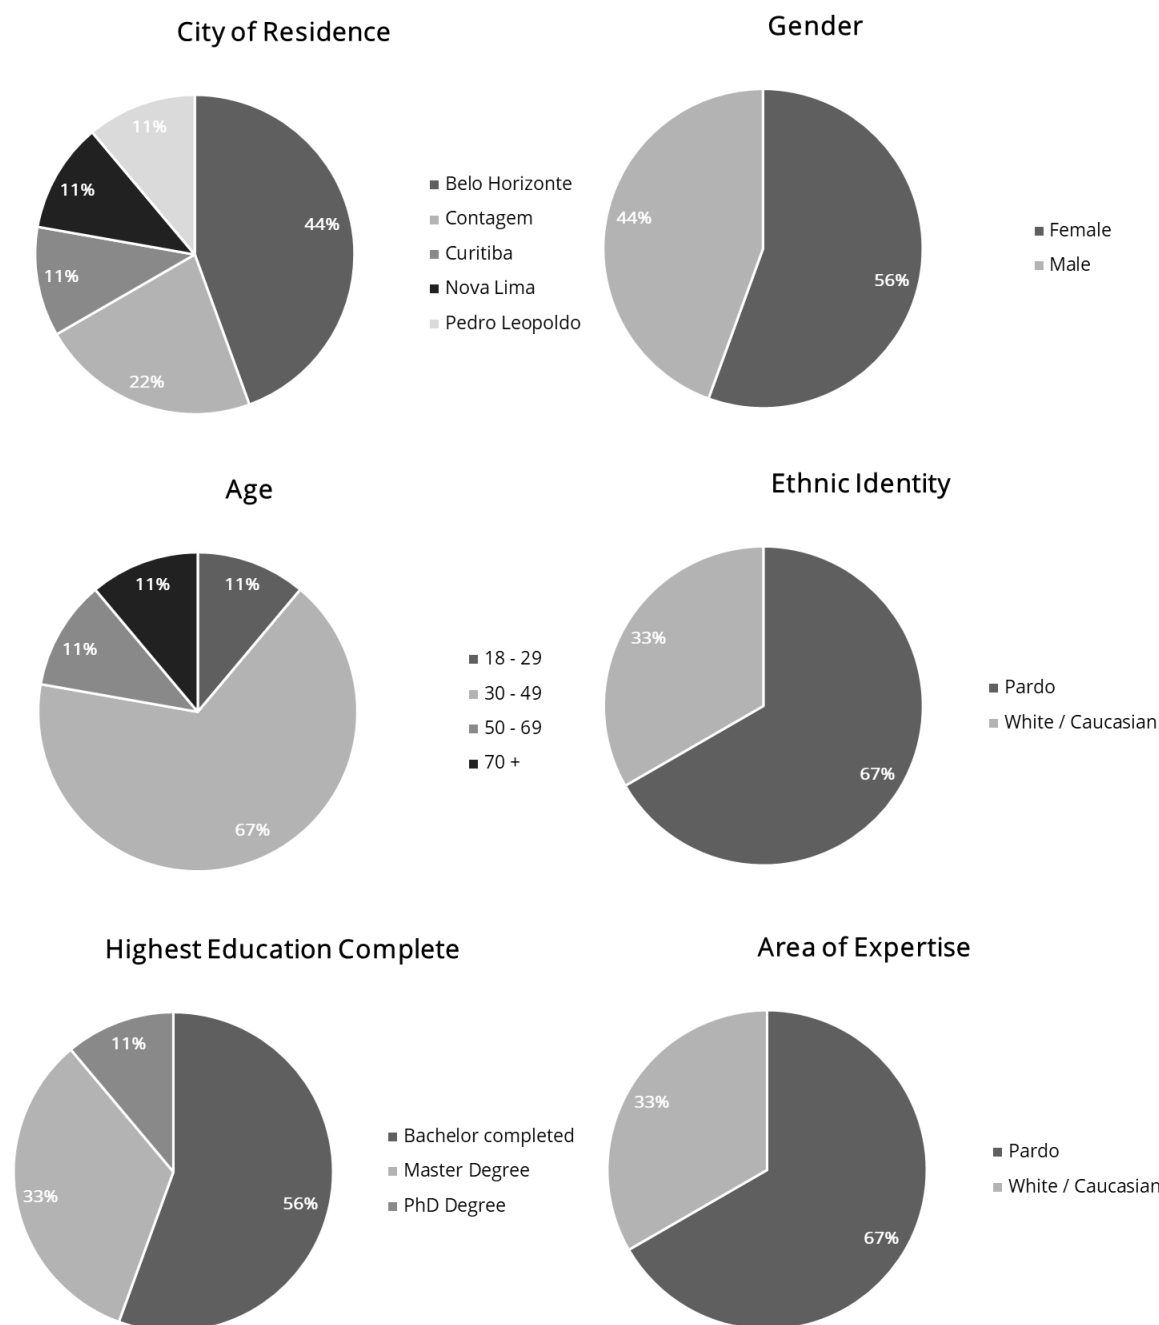 City of Residence
11%
11%
44%
11%
22%
Belo Horizonte
Contagem
Curitiba
Nova Lima
Pedro Leopoldo
Gender
44%
56%
Female
Male
Age
11%
11%
11%
67%
18 - 29
30 - 49
50 - 69
70 +
Ethnic Identity
33%
67%
Pardo
White / Caucasian
Highest Education Complete
11%
33%
56%
Bachelor completed
Master Degree
PhD Degree
Area of Expertise
33%
67%
Pardo
White / Caucasian